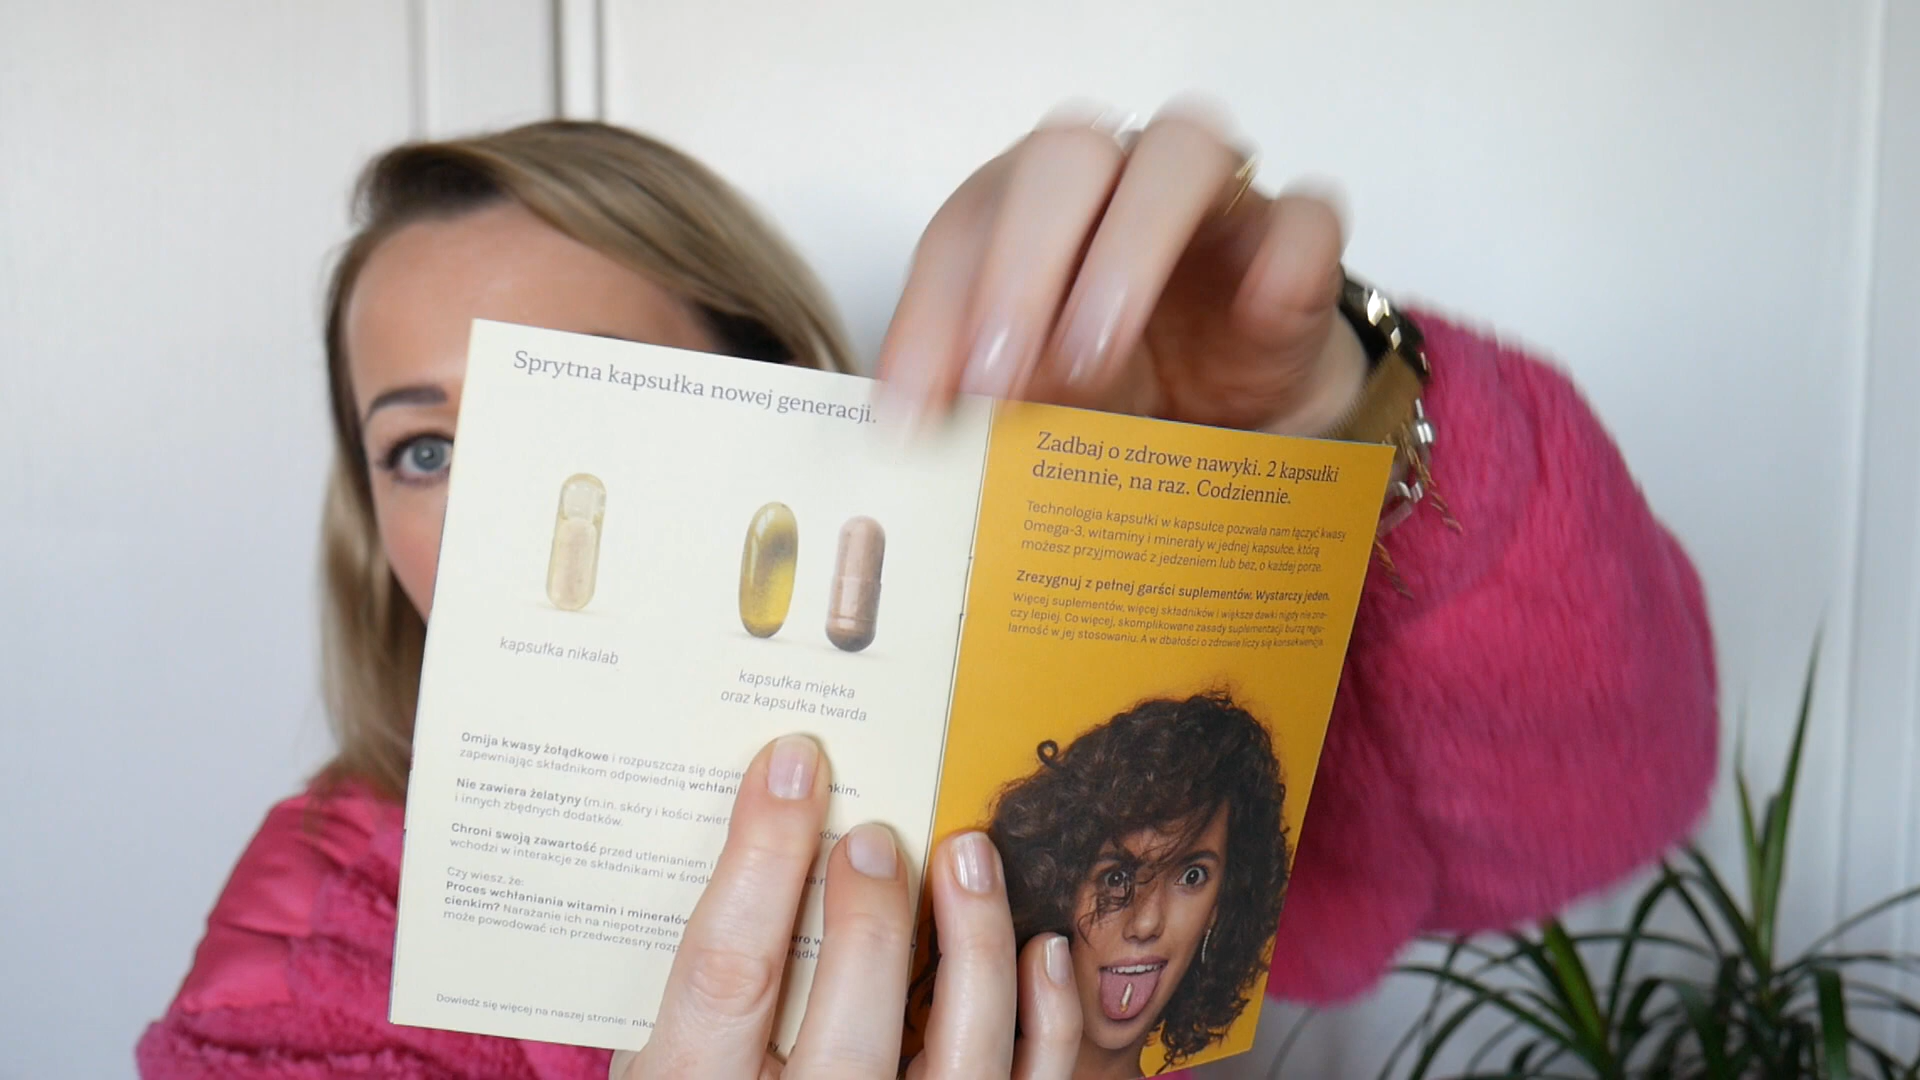 Sprytna kapsułka nowej generacji.
kapsułka nikalab
kapsułka miękka
oraz kapsułka twarda
Omija kwasy żołądkowe i rozpuszcza się
zapewniając składnikom odpowiednią
Nie zawiera żelatyny (m.in. skóry i kości
i innych zbędnych dodatków.
Chroni swoją zawartość przed utlenianiem i
wchodzi w interakcje ze składnikami w
Czy wiesz, że:
Proces wchłaniania witamin i minerałów
cienkim? Narażanie ich na niepotrzebne
może powodować ich przedwczesny
Dowiedz się więcej na naszej stronie:
Zadbaj o zdrowe nawyki. 2 kapsułki
dziennie, na raz. Codziennie.
Technologia kapsułki w kapsułce pozwala nam łączyć kwasy
Omega-3, witaminy i minerały w jednej kapsułce, którą
możesz przyjmować z jedzeniem lub bez, o każdej porze.
Zrezygnuj z pełnej garści suplementów. Wystarczy jeden.
Więcej suplementów, więcej składników i większe dawki nigdy nie zna-
czy lepiej. Co więcej, skomplikowane zasady suplementacji burzą regu-
larność w jej stosowaniu. A w dbałości o zdrowie liczy się konsekwencja.